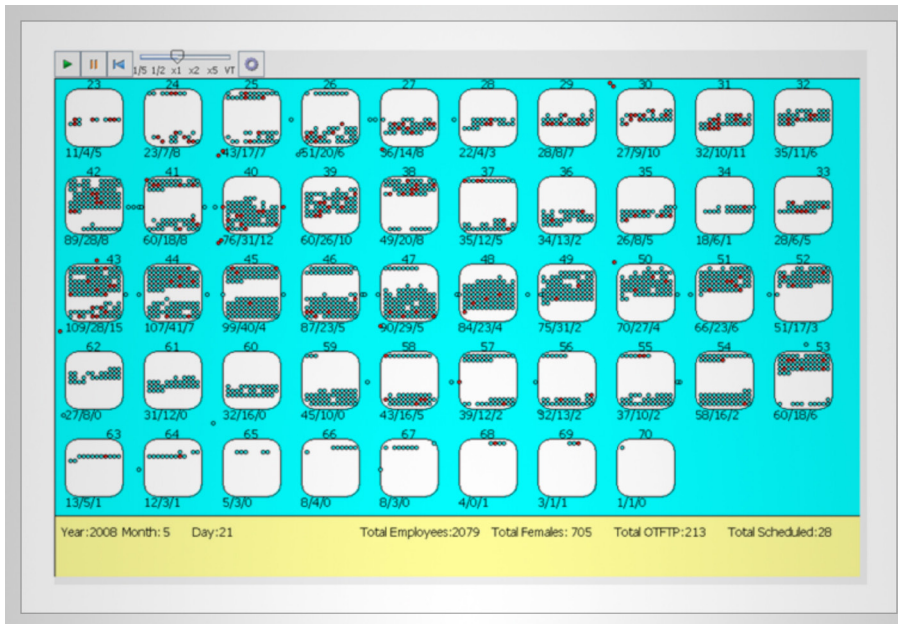 1/5 1/2 x1 x2 x5 VT
23 24 25 26 27 28 29 30 31 32
11/4/5 23/7/8 43/17/7 51/20/6 56/14/8 22/4/3 28/8/7 27/9/10 32/10/11 35/11/6
42 41 40 39 38 37 36 35 34 33
89/28/8 60/18/8 76/31/12 60/26/10 49/20/8 35/12/5 34/13/2 26/8/5 18/6/1 28/6/5
43 44 45 46 47 48 49 50 51 52
109/28/15 107/41/7 99/40/4 87/23/5 90/29/5 84/23/4 75/31/2 70/27/4 66/23/6 51/17/3
62 61 60 59 58 57 56 55 54 53
27/8/0 31/12/0 32/16/0 45/10/0 43/16/5 39/12/2 32/13/2 37/10/2 58/16/2 60/18/6
63 64 65 66 67 68 69 70
13/5/1 12/3/1 5/3/0 8/4/0 8/3/0 4/0/1 3/1/1 1/1/0
Year:2008 Month: 5 Day:21 Total Employees:2079 Total Females: 705 Total OTFTP:213 Total Scheduled:28